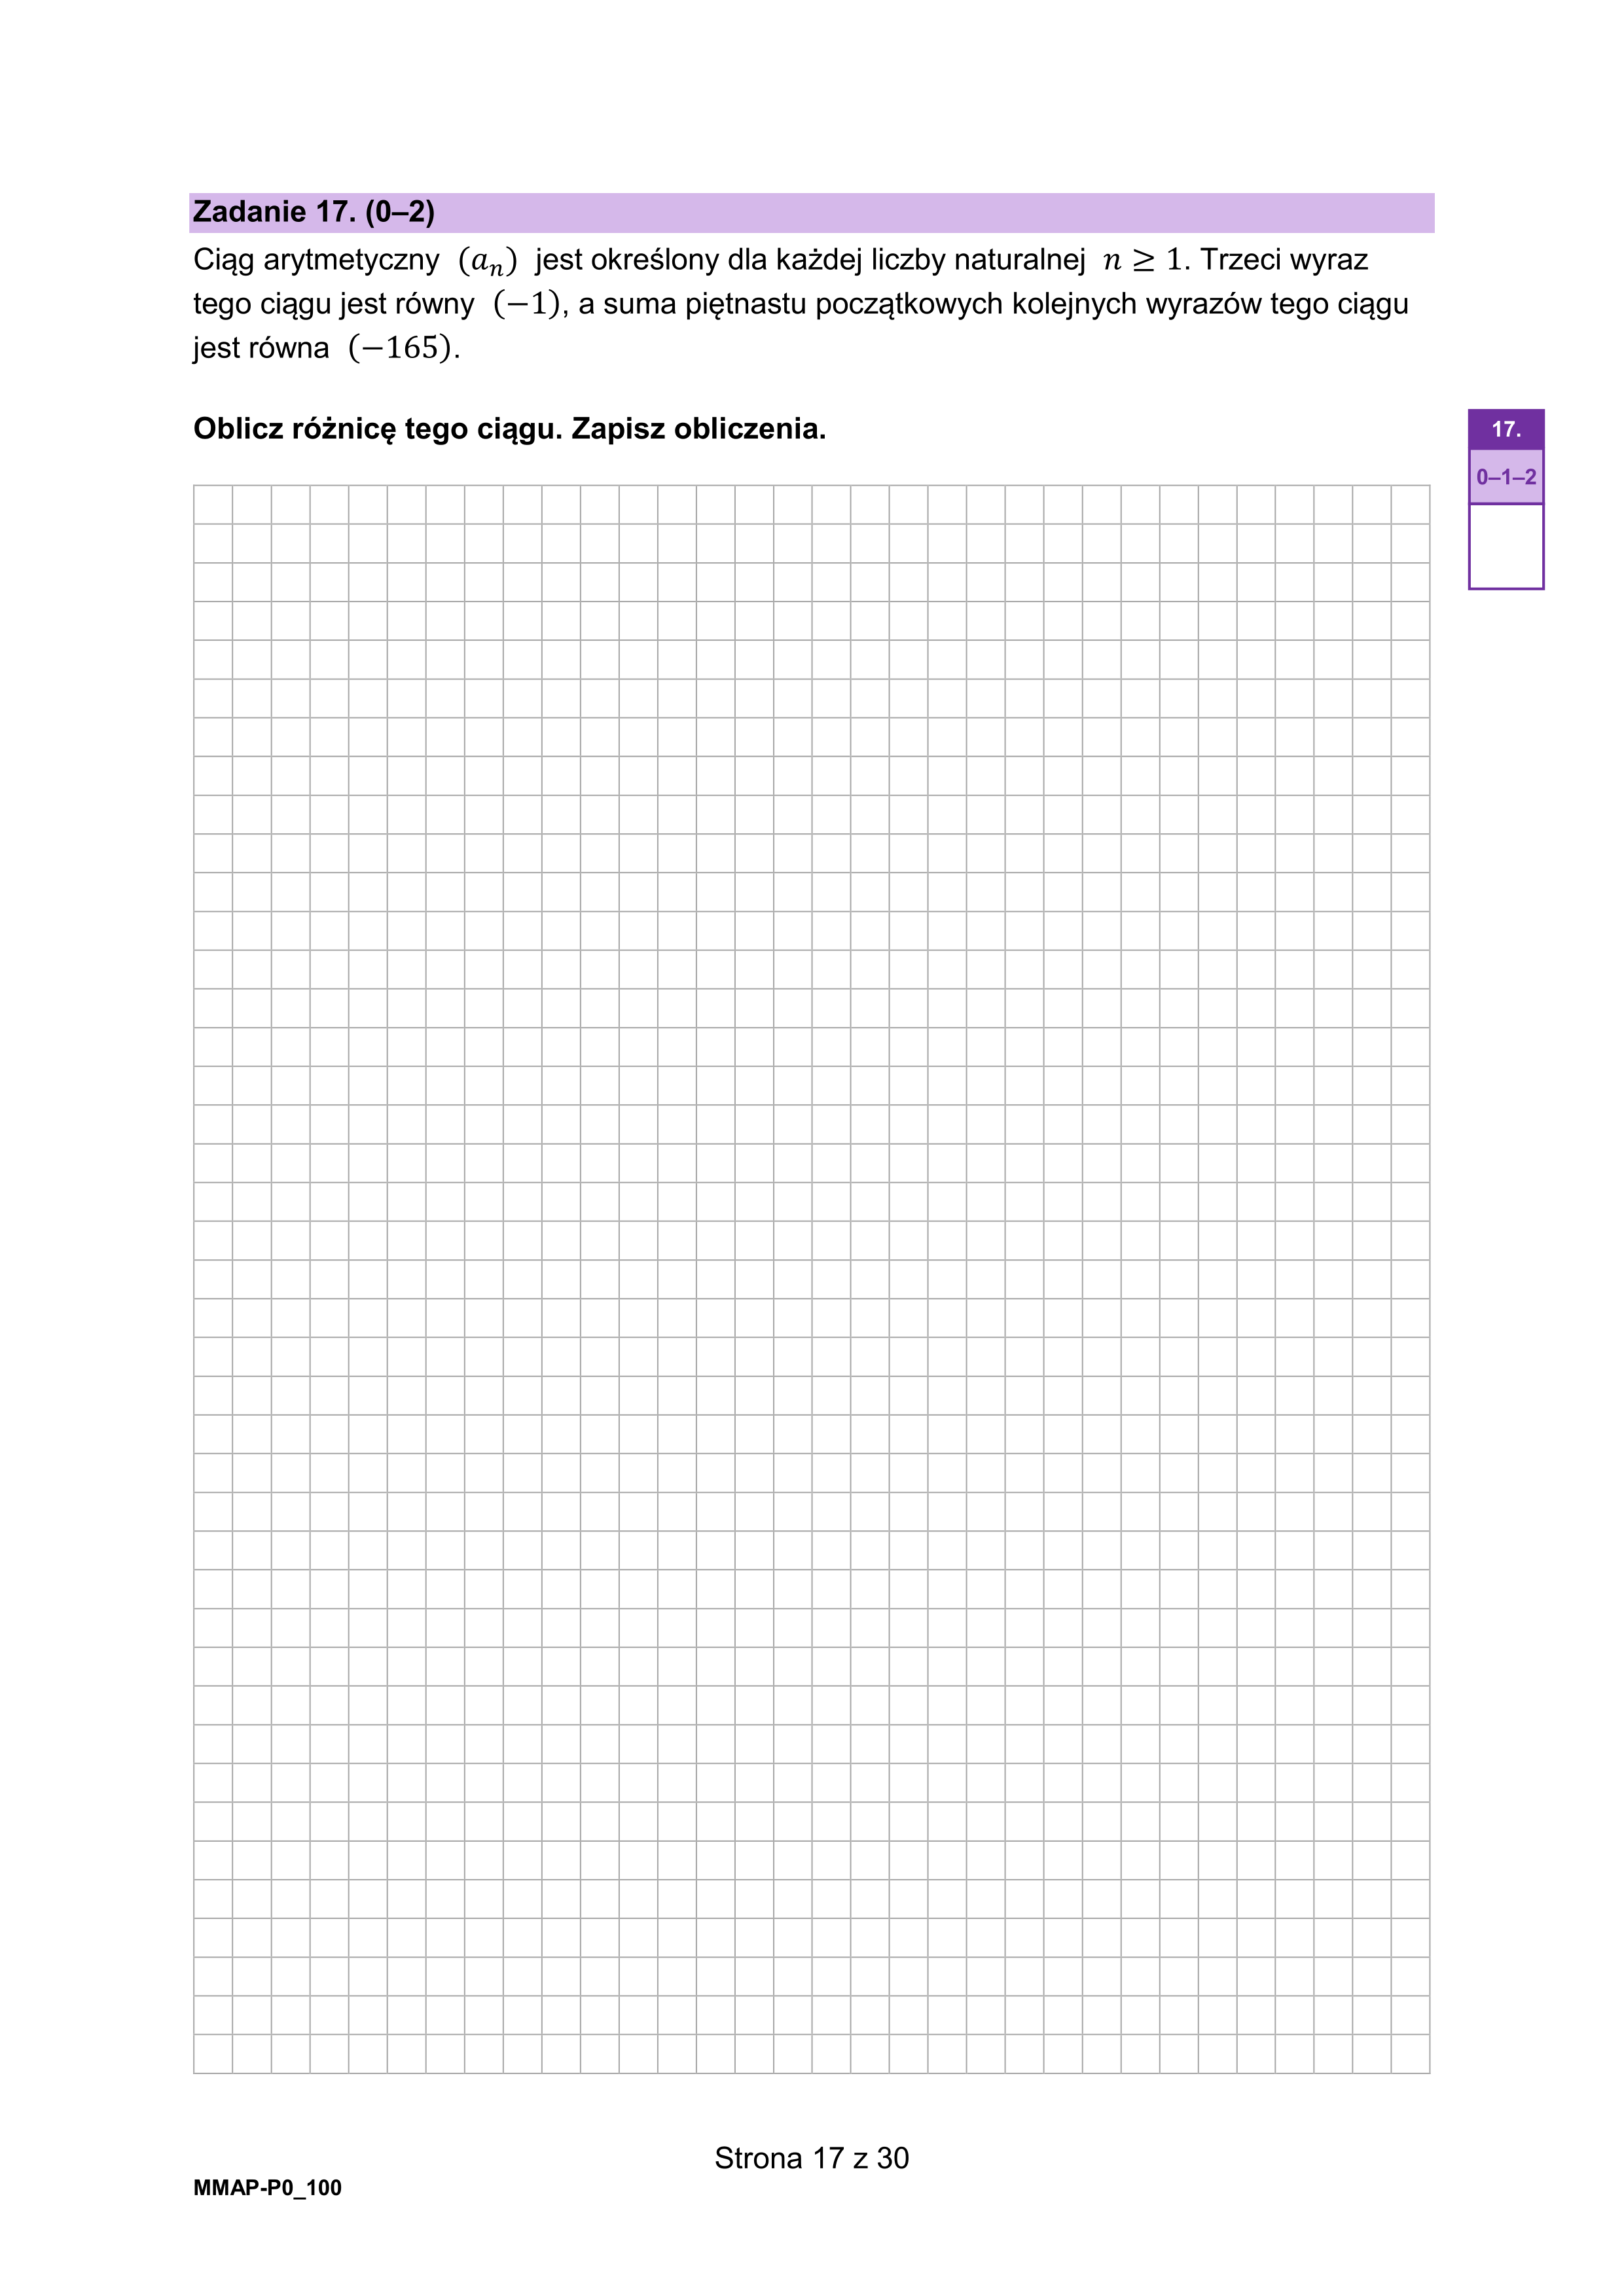 Zadanie 17. (0–2)
Ciąg arytmetyczny (aₙ) jest określony dla każdej liczby naturalnej n ≥ 1. Trzeci wyraz
tego ciągu jest równy (−1), a suma piętnastu początkowych kolejnych wyrazów tego ciągu
jest równa (−165).
Oblicz różnicę tego ciągu. Zapisz obliczenia.
17.
0–1–2
Strona 17 z 30
MMAP-P0_100